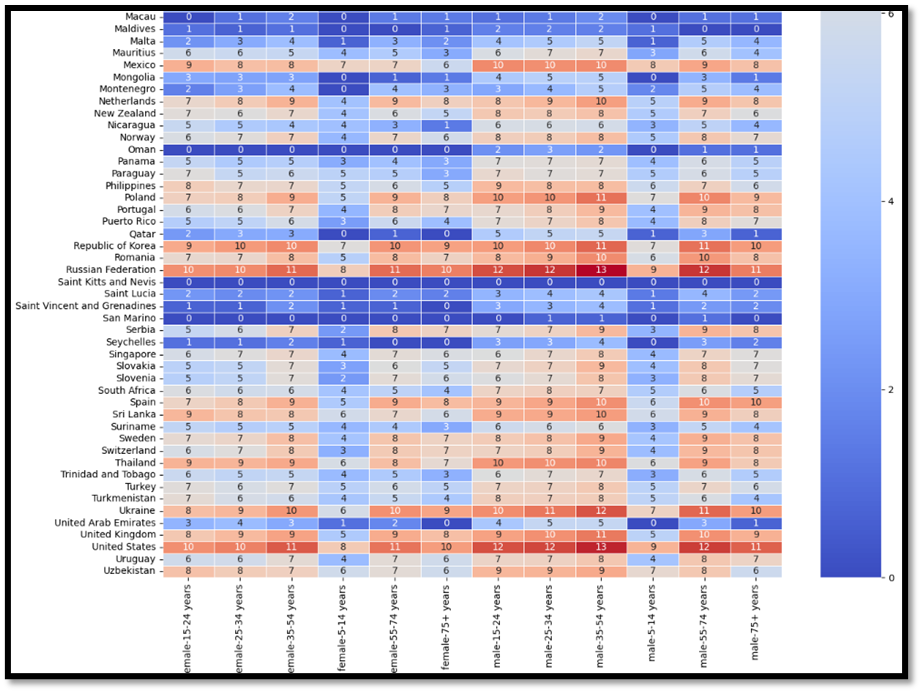 Macau 0 1 2 0 1 1 1 1 2 0 1 1
Maldives 1 1 1 0 0 1 2 2 2 1 0 0
Malta 2 3 4 1 3 2 4 5 5 1 5 4
Mauritius 6 6 5 4 5 3 6 7 7 3 6 4
Mexico 9 8 8 7 7 6 10 10 10 8 9 8
Mongolia 3 3 3 0 1 1 4 5 5 0 3 1
Montenegro 2 3 4 0 4 3 3 4 5 2 5 4
Netherlands 7 8 9 4 9 8 8 9 10 5 9 8
New Zealand 7 6 7 4 6 5 8 8 8 5 7 6
Nicaragua 5 5 4 4 3 1 6 6 6 3 5 4
Norway 6 7 7 4 7 6 8 8 8 5 8 7
Oman 0 0 0 0 0 0 2 3 2 0 1 1
Panama 5 5 5 3 4 3 7 7 7 4 6 5
Paraguay 7 5 6 5 5 3 7 7 7 5 6 5
Philippines 8 7 7 5 6 5 9 8 8 6 7 6
Poland 7 8 9 5 9 8 10 10 11 7 10 9
Portugal 6 6 7 4 8 7 7 8 9 4 9 8
Puerto Rico 5 5 6 3 6 4 7 7 8 4 8 7
Qatar 2 3 3 0 1 0 5 5 5 1 3 1
Republic of Korea 9 10 10 7 10 9 10 10 11 7 11 10
Romania 7 7 8 5 8 7 8 9 10 6 10 8
Russian Federation 10 10 11 8 11 10 12 12 13 9 12 11
Saint Kitts and Nevis 0 0 0 0 0 0 0 0 0 0 0 0
Saint Lucia 2 2 2 1 2 2 3 4 4 1 4 2
Saint Vincent and Grenadines 1 1 2 1 1 0 3 3 4 1 2 2
San Marino 0 0 0 0 0 0 0 1 1 0 1 0
Serbia 5 6 7 2 8 7 7 7 9 3 9 8
Seychelles 1 1 2 1 0 0 3 3 4 0 3 2
Singapore 6 7 7 4 7 6 6 7 8 4 7 7
Slovakia 5 5 7 3 6 5 7 7 9 4 8 7
Slovenia 5 5 7 2 7 6 6 7 8 3 8 7
South Africa 6 6 6 4 5 4 7 8 7 5 6 5
Spain 7 8 9 5 9 8 9 9 10 6 10 10
Sri Lanka 9 8 8 6 7 6 9 9 10 6 9 8
Suriname 5 5 5 4 4 3 6 6 6 3 5 4
Sweden 7 7 8 4 8 7 8 8 9 4 9 8
Switzerland 6 7 8 3 8 7 7 8 9 4 9 8
Thailand 9 9 9 6 8 7 10 10 10 6 9 8
Trinidad and Tobago 6 5 5 4 5 3 6 7 7 3 6 5
Turkey 7 6 7 5 6 5 7 7 8 5 7 6
Turkmenistan 7 6 6 4 5 4 8 7 8 5 6 4
Ukraine 8 9 10 6 10 9 10 11 12 7 11 10
United Arab Emirates 3 4 3 1 2 0 4 5 5 0 3 1
United Kingdom 8 9 9 5 9 8 9 10 11 5 10 9
United States 10 10 11 8 11 10 12 12 13 9 12 11
Uruguay 6 6 7 4 7 6 7 7 8 4 8 7
Uzbekistan 8 8 7 6 7 6 9 9 9 7 8 6
emale-15-24 years
emale-25-34 years
emale-35-54 years
female-5-14 years
emale-55-74 years
female-75+ years
male-15-24 years
male-25-34 years
male-35-54 years
male-5-14 years
male-55-74 years
male-75+ years
6
4
2
0